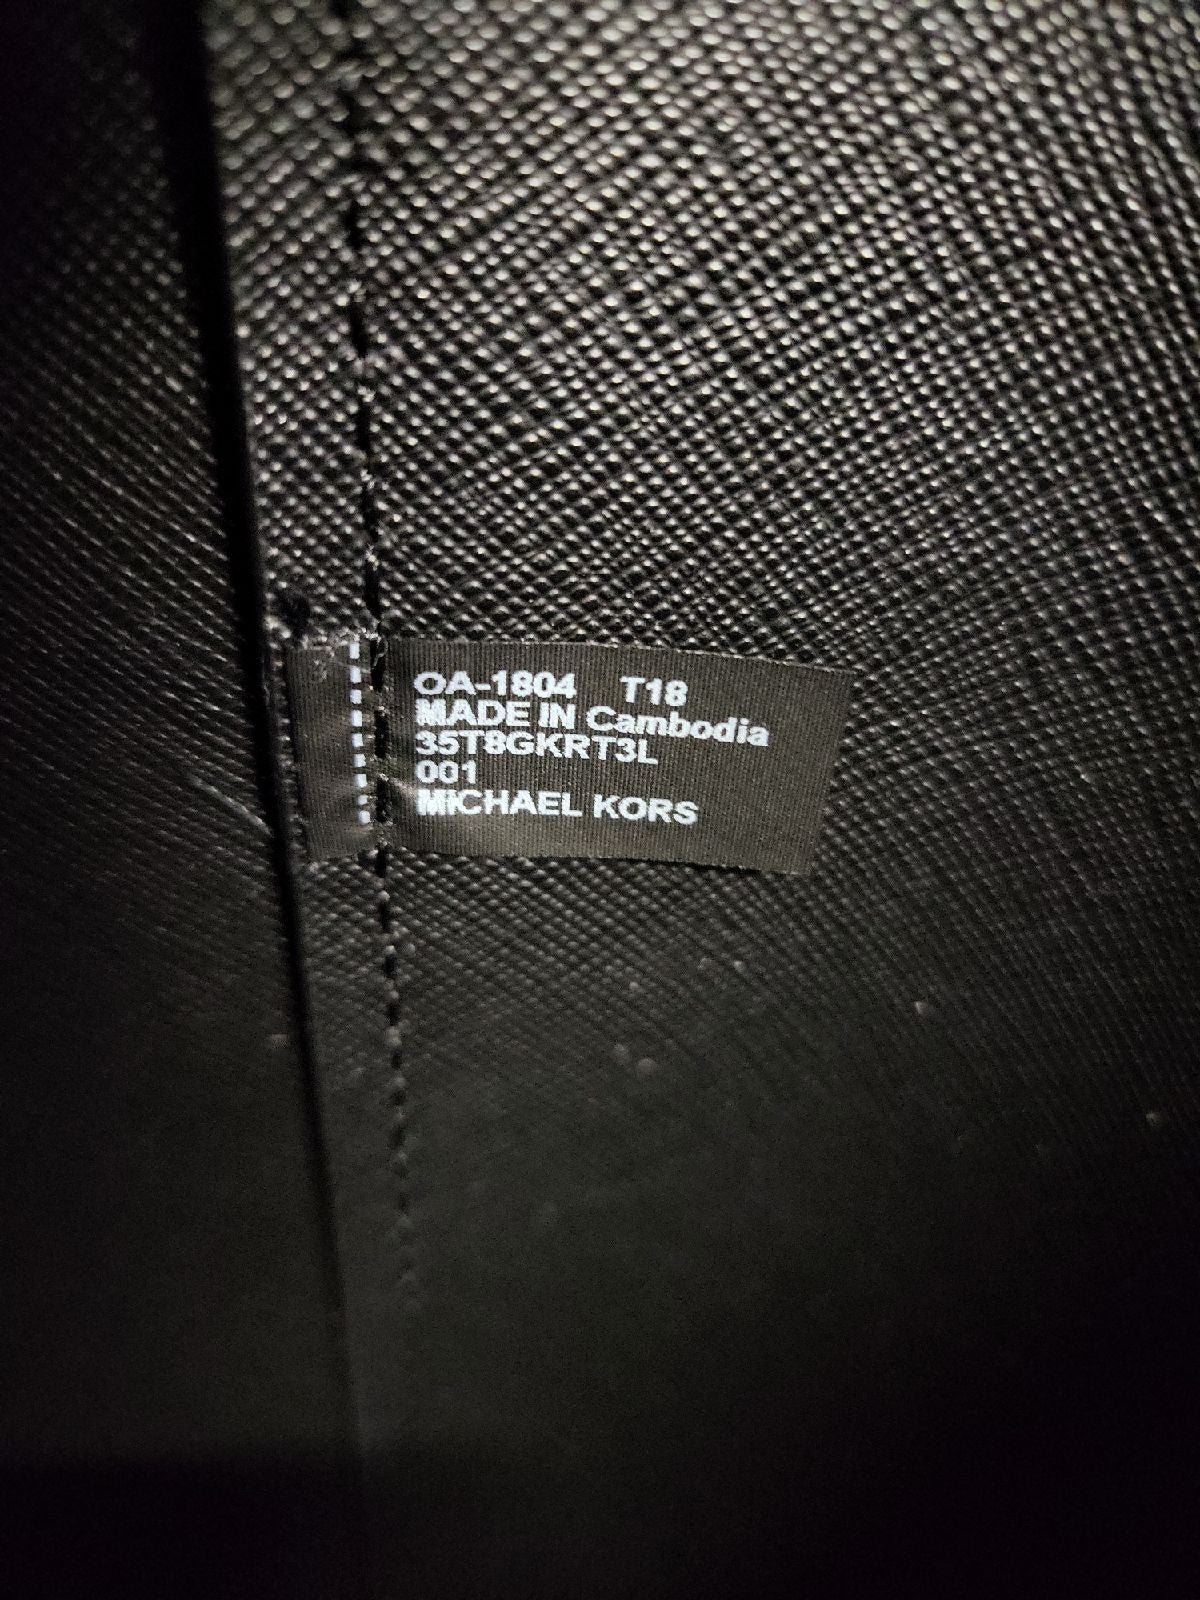 OA-1804 T18
MADE IN Cambodia
35T8GKRT3L
001
MICHAEL KORS